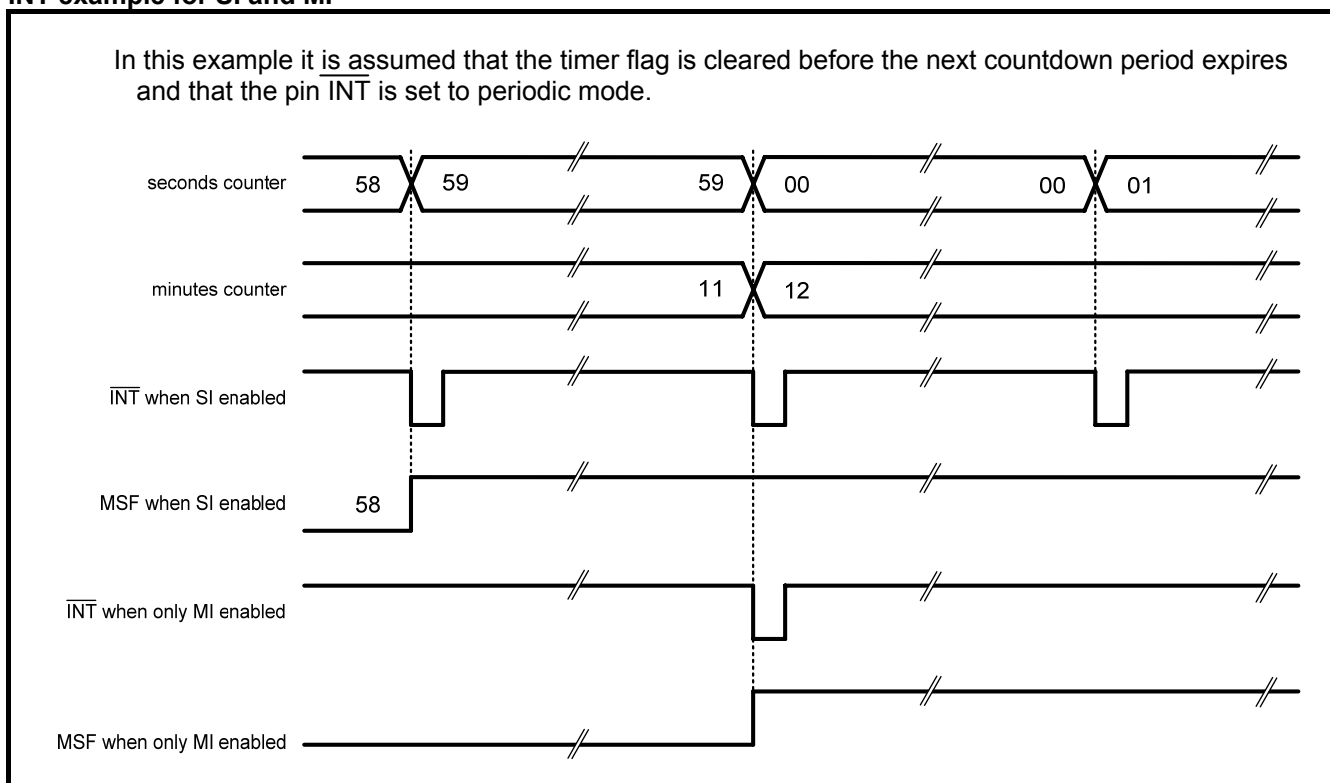 INT example for SI and MI
In this example it is assumed that the timer flag is cleared before the next countdown period expires
and that the pin INT is set to periodic mode.
seconds counter 58 59 59 00 00 01
minutes counter 11 12
INT when SI enabled
MSF when SI enabled 58
INT when only MI enabled
MSF when only MI enabled